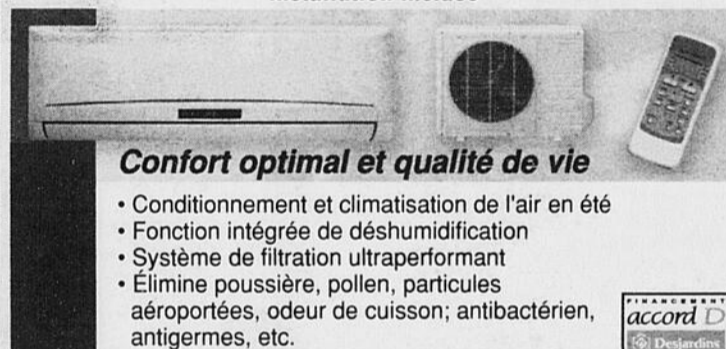 Confort optimal et qualité de vie
• Conditionnement et climatisation de l'air en été
• Fonction intégrée de déshumidification
• Système de filtration ultraperformant
• Élimine poussière, pollen, particules
aéroportées, odeur de cuisson; antibactérien,
antigermes, etc.
FINANCEMENT
accord D
Desjardins